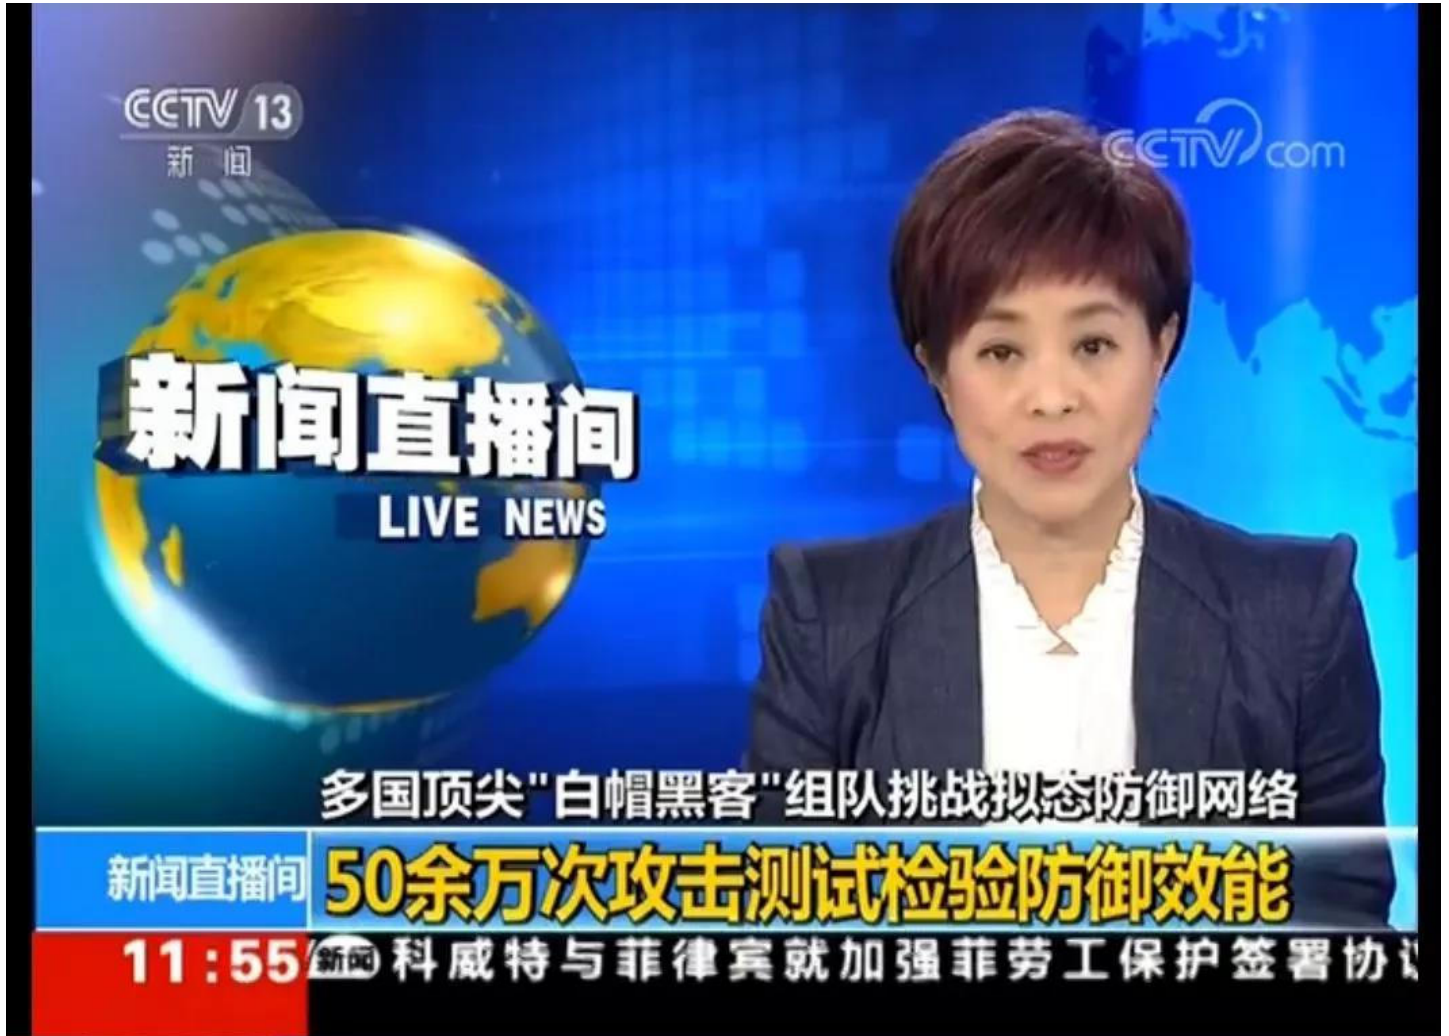 CCTV 13
新闻
CCTV com
新闻直播间
LIVE NEWS
多国顶尖"白帽黑客"组队挑战拟态防御网络
新闻直播间
50余万次攻击测试检验防御效能
11:55
新闻
科威特与菲律宾就加强菲劳工保护签署协